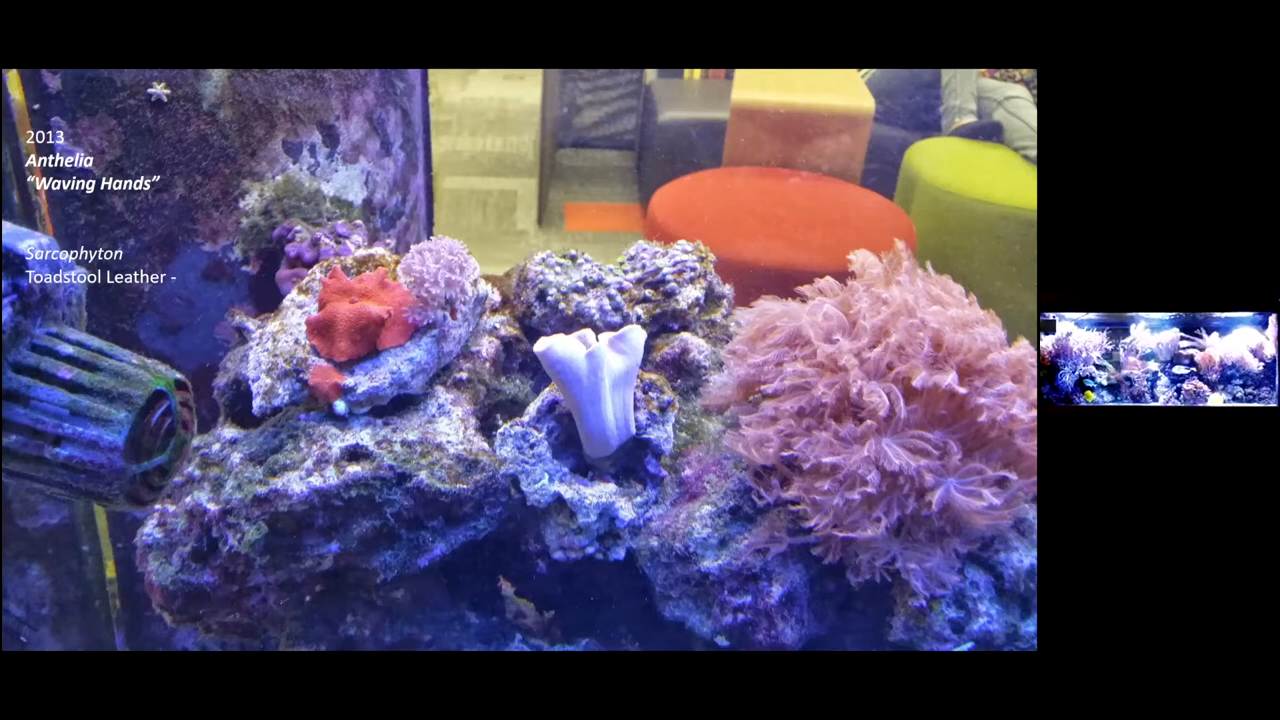 2013
Anthelia
“Waving Hands”
Sarcophyton
Toadstool Leather -